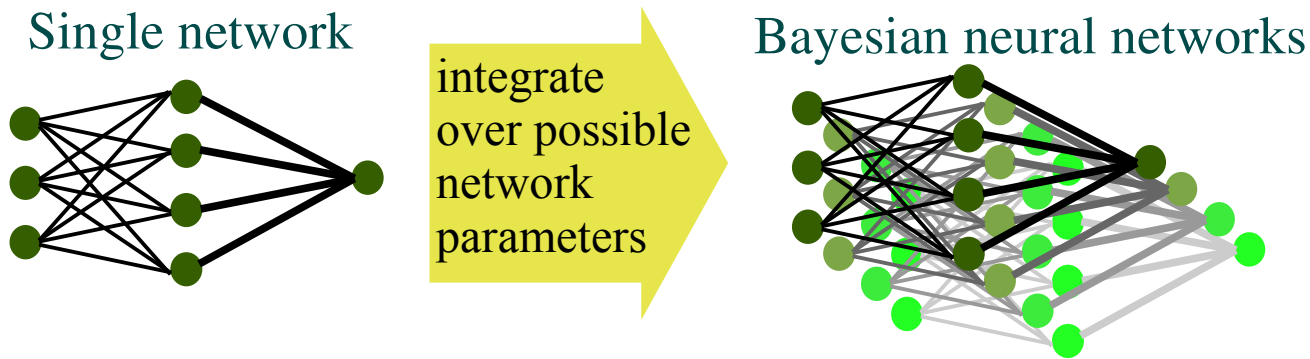 Single network
integrate
over possible
network
parameters
Bayesian neural networks